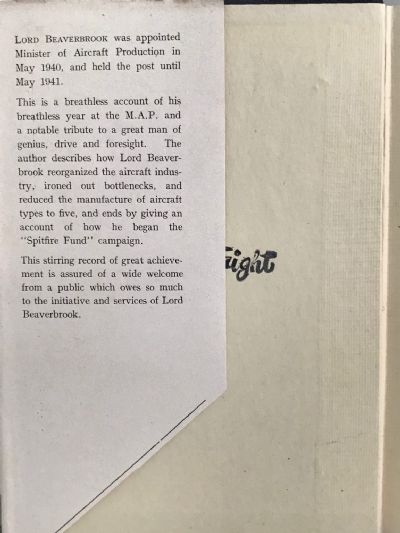 LORD BEAVERBROOK was appointed
Minister of Aircraft Production in
May 1940, and held the post until
May 1941.
This is a breathless account of his
breathless year at the M.A.P. and
a notable tribute to a great man of
genius, drive and foresight. The
author describes how Lord Beaver-
brook reorganized the aircraft indus-
try, ironed out bottlenecks, and
reduced the manufacture of aircraft
types to five, and ends by giving an
account of how he began the
"Spitfire Fund" campaign.
This stirring record of great achieve-
ment is assured of a wide welcome
from a public which owes so much
to the initiative and services of Lord
Beaverbrook.